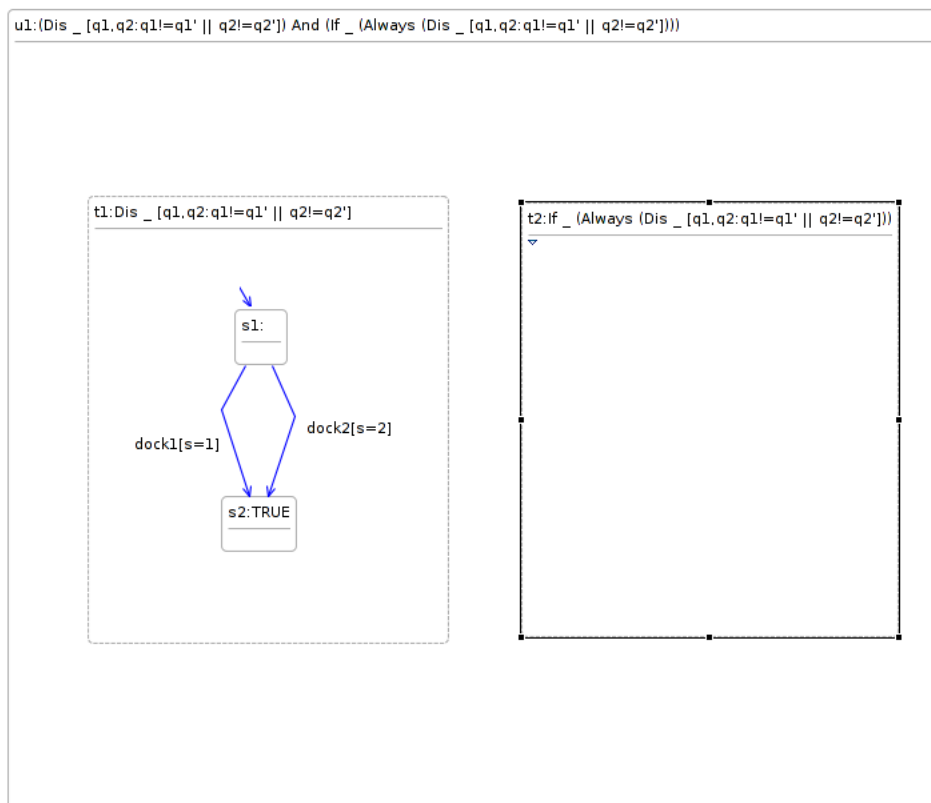 u1:(Dis _ [q1,q2:q1!=q1' || q2!=q2']) And (If _ (Always (Dis _ [q1,q2:q1!=q1' || q2!=q2'])))
t1:Dis _ [q1,q2:q1!=q1' || q2!=q2']
t2:If _ (Always (Dis _ [q1,q2:q1!=q1' || q2!=q2']))
s1:
dock1[s=1]
dock2[s=2]
s2:TRUE